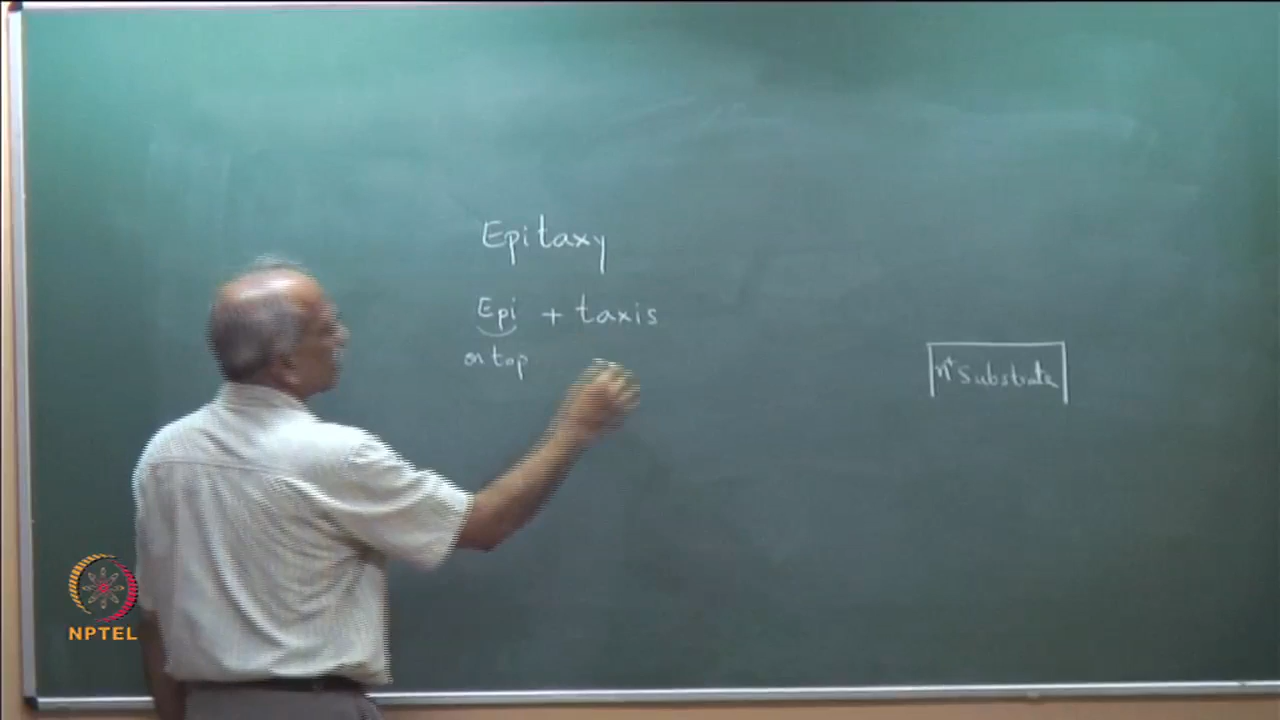 Epitaxy
Epi + taxis
on top
n+ Substrate
NPTEL